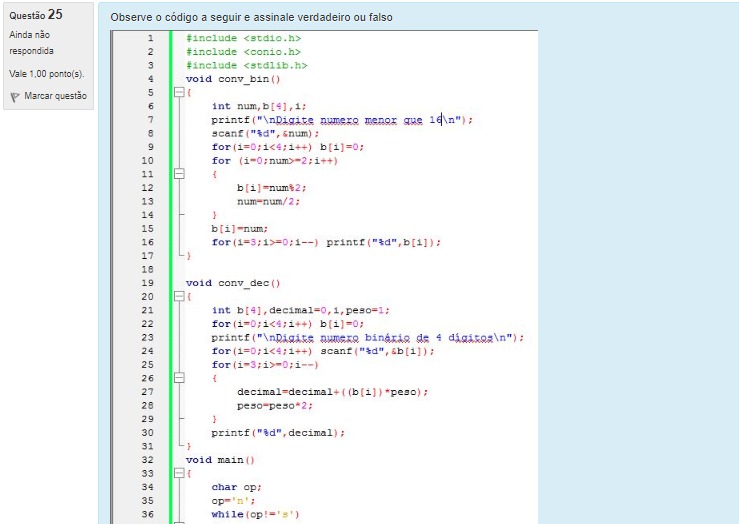 Questão 25
Ainda não
respondida
Vale 1,00 ponto(s).
Marcar questão
Observe o código a seguir e assinale verdadeiro ou falso
1 #include <stdio.h>
2 #include <conio.h>
3 #include <stdlib.h>
4 void conv_bin()
5 {
6 int num,b[4],i;
7 printf("\nDigite numero menor que 16\n");
8 scanf("%d",&num);
9 for(i=0;i<4;i++) b[i]=0;
10 for (i=0;num>=2;i++)
11 {
12 b[i]=num%2;
13 num=num/2;
14 }
15 b[i]=num;
16 for(i=3;i>=0;i--) printf("%d",b[i]);
17 }
18
19 void conv_dec()
20 {
21 int b[4],decimal=0,i,peso=1;
22 for(i=0;i<4;i++) b[i]=0;
23 printf("\nDigite numero binário de 4 dígitos\n");
24 for(i=0;i<4;i++) scanf("%d",&b[i]);
25 for(i=3;i>=0;i--)
26 {
27 decimal=decimal+((b[i])*peso);
28 peso=peso*2;
29 }
30 printf("%d",decimal);
31 }
32 void main()
33 {
34 char op;
35 op='n';
36 while(op!='s')